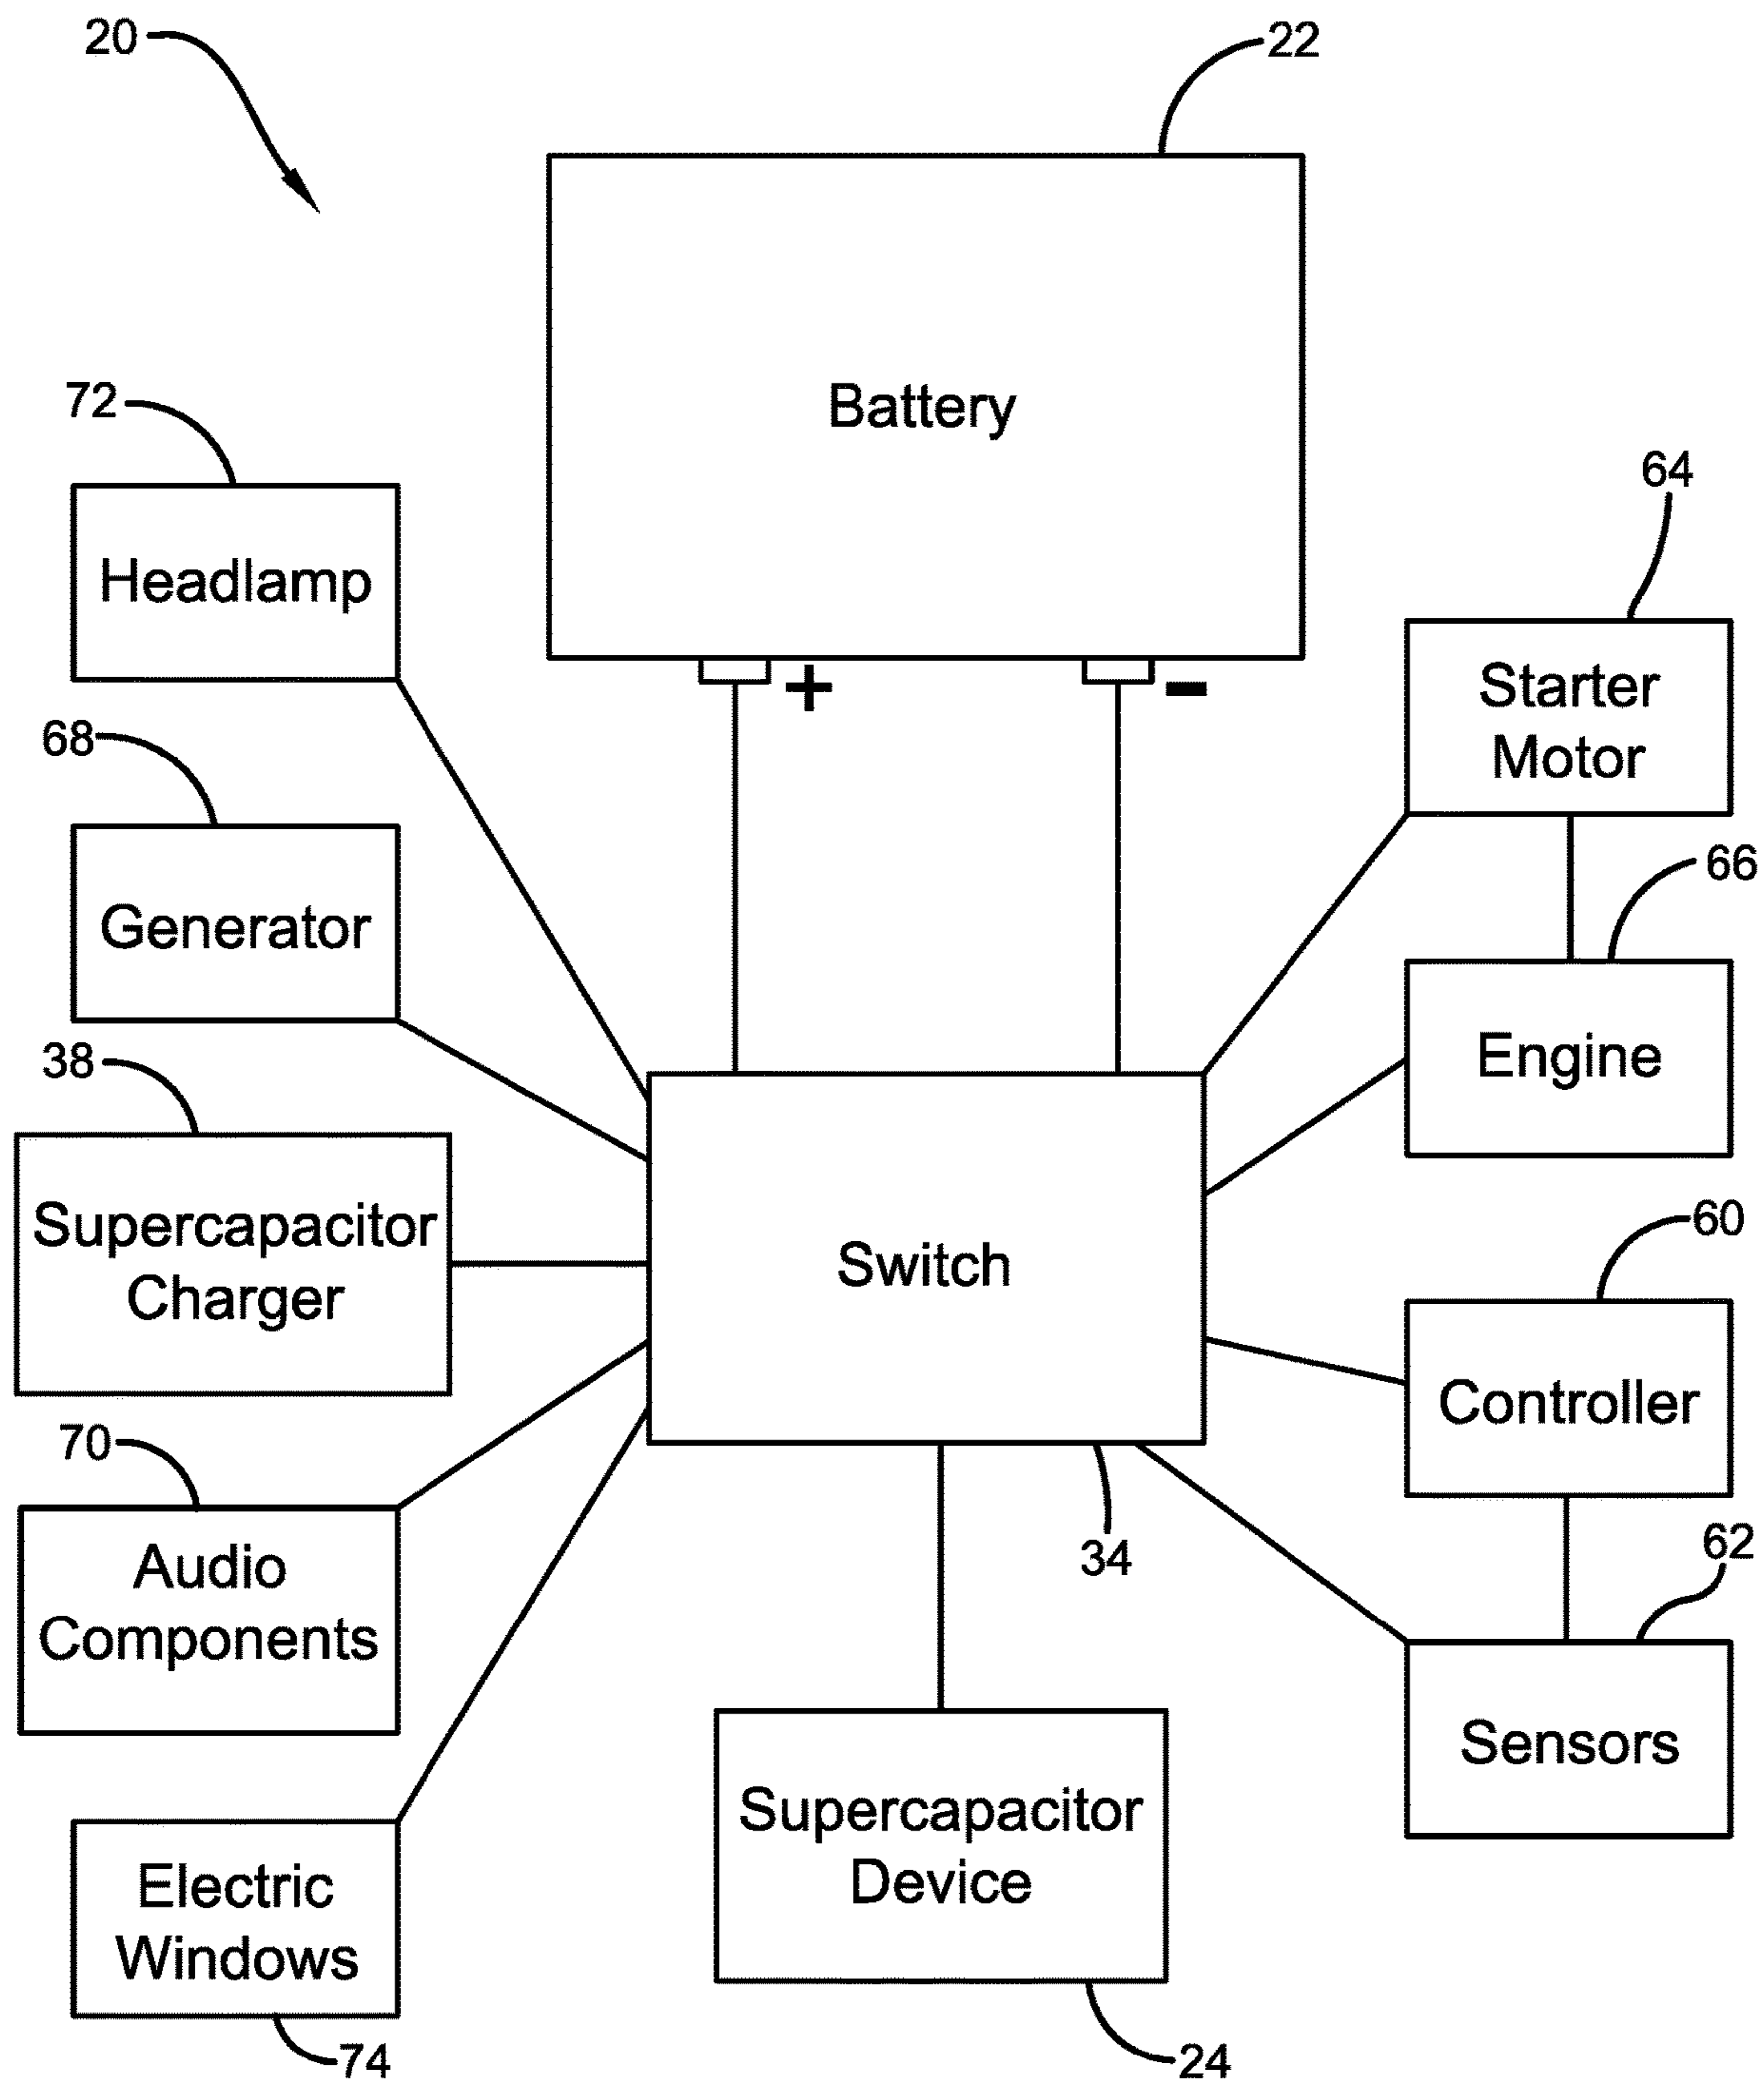 20
22
Battery
72
Headlamp
64
+
-
Starter
Motor
68
Generator
66
Engine
38
Supercapacitor
Charger
Switch
60
Controller
70
Audio
Components
34
62
Sensors
Supercapacitor
Device
Electric
Windows
74
24